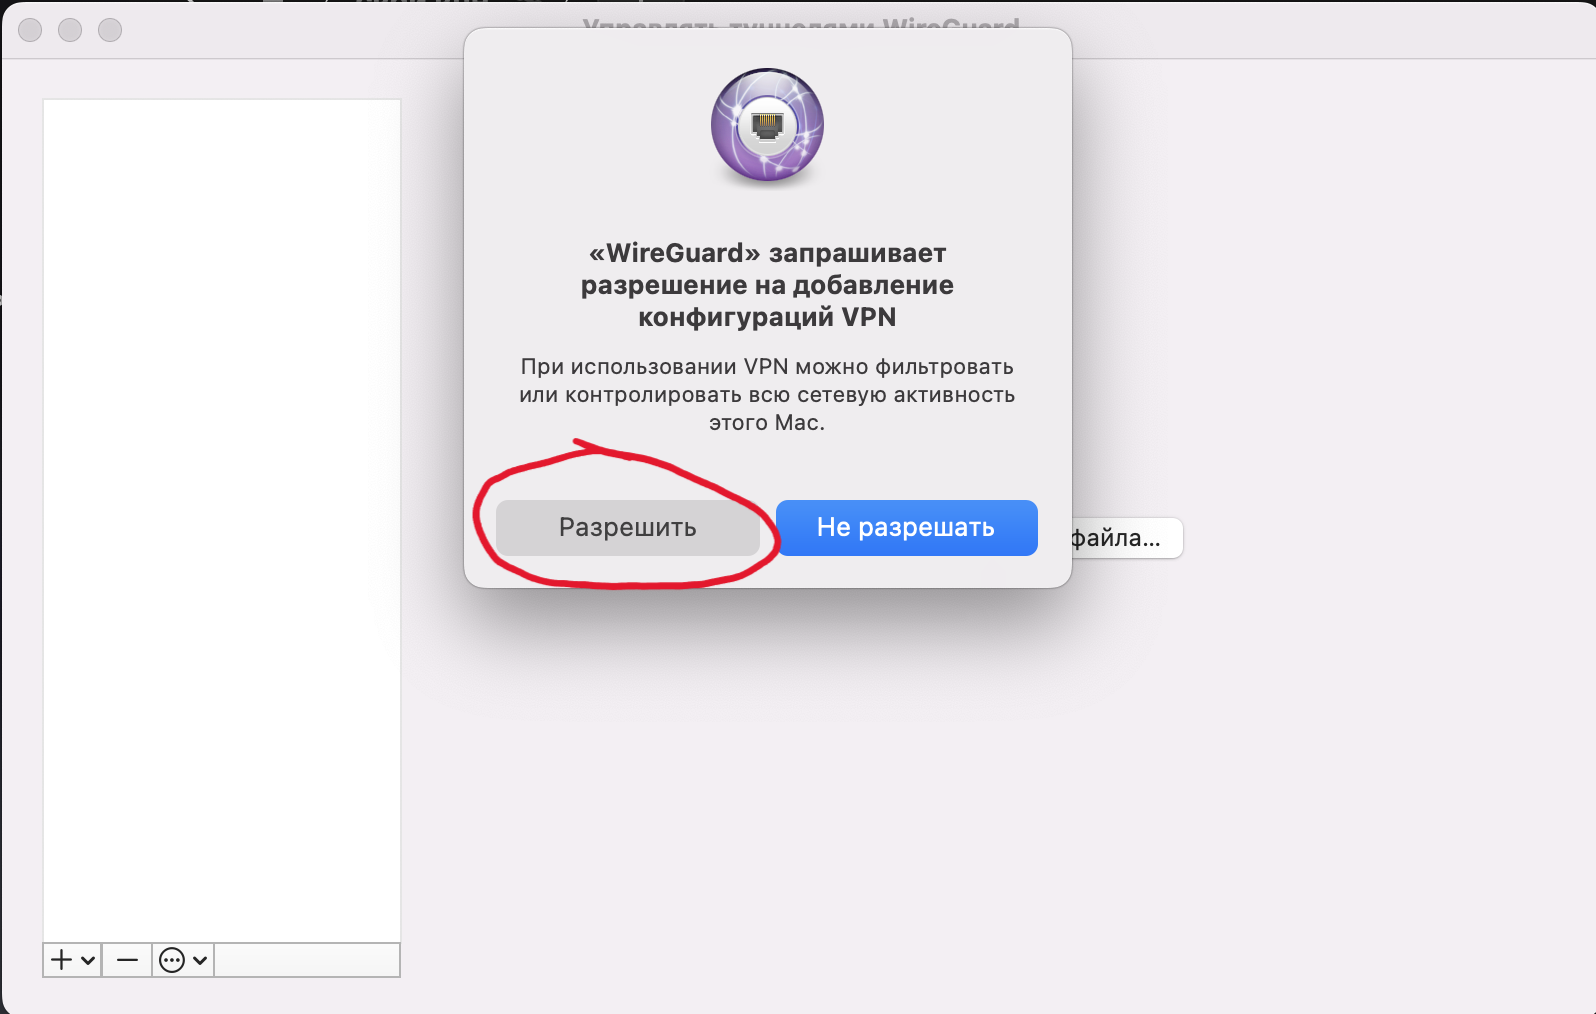 Управлять туннелями WireGuard
«WireGuard» запрашивает
разрешение на добавление
конфигураций VPN
При использовании VPN можно фильтровать
или контролировать всю сетевую активность
этого Mac.
Разрешить
Не разрешать
файла...